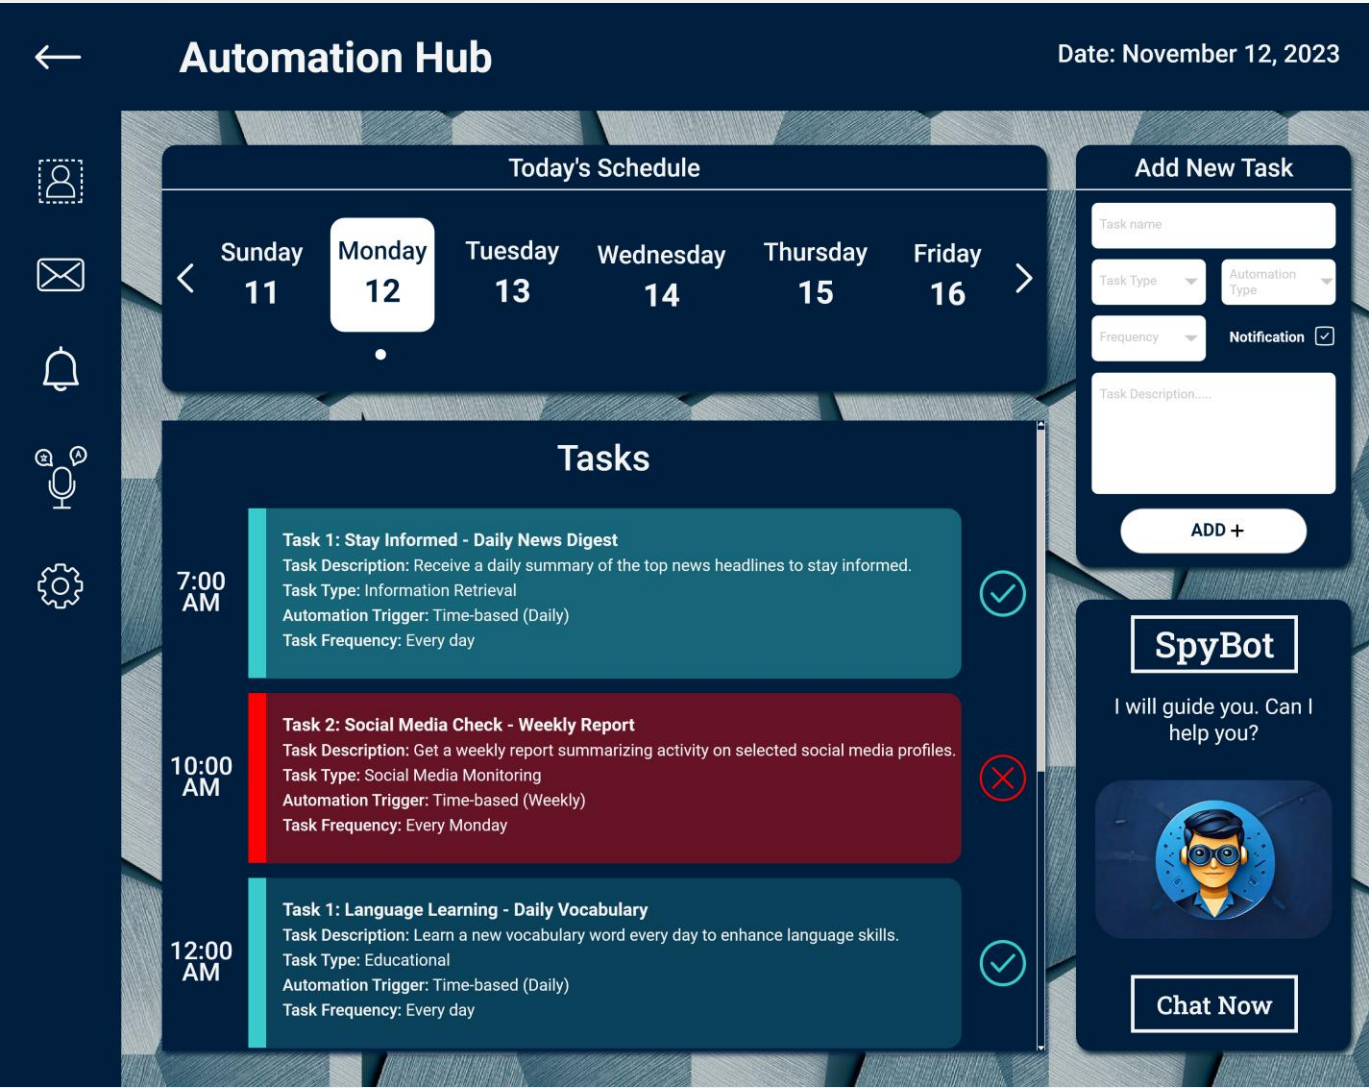 Automation Hub
Date: November 12, 2023
Today's Schedule
Sunday
11
Monday
12
Tuesday
13
Wednesday
14
Thursday
15
Friday
16
Add New Task
Task name
Task Type
Automation
Type
Frequency
Notification
Task Description.....
ADD +
Tasks
7:00
AM
Task 1: Stay Informed - Daily News Digest
Task Description: Receive a daily summary of the top news headlines to stay informed.
Task Type: Information Retrieval
Automation Trigger: Time-based (Daily)
Task Frequency: Every day
10:00
AM
Task 2: Social Media Check - Weekly Report
Task Description: Get a weekly report summarizing activity on selected social media profiles.
Task Type: Social Media Monitoring
Automation Trigger: Time-based (Weekly)
Task Frequency: Every Monday
12:00
AM
Task 1: Language Learning - Daily Vocabulary
Task Description: Learn a new vocabulary word every day to enhance language skills.
Task Type: Educational
Automation Trigger: Time-based (Daily)
Task Frequency: Every day
SpyBot
I will guide you. Can I
help you?
Chat Now